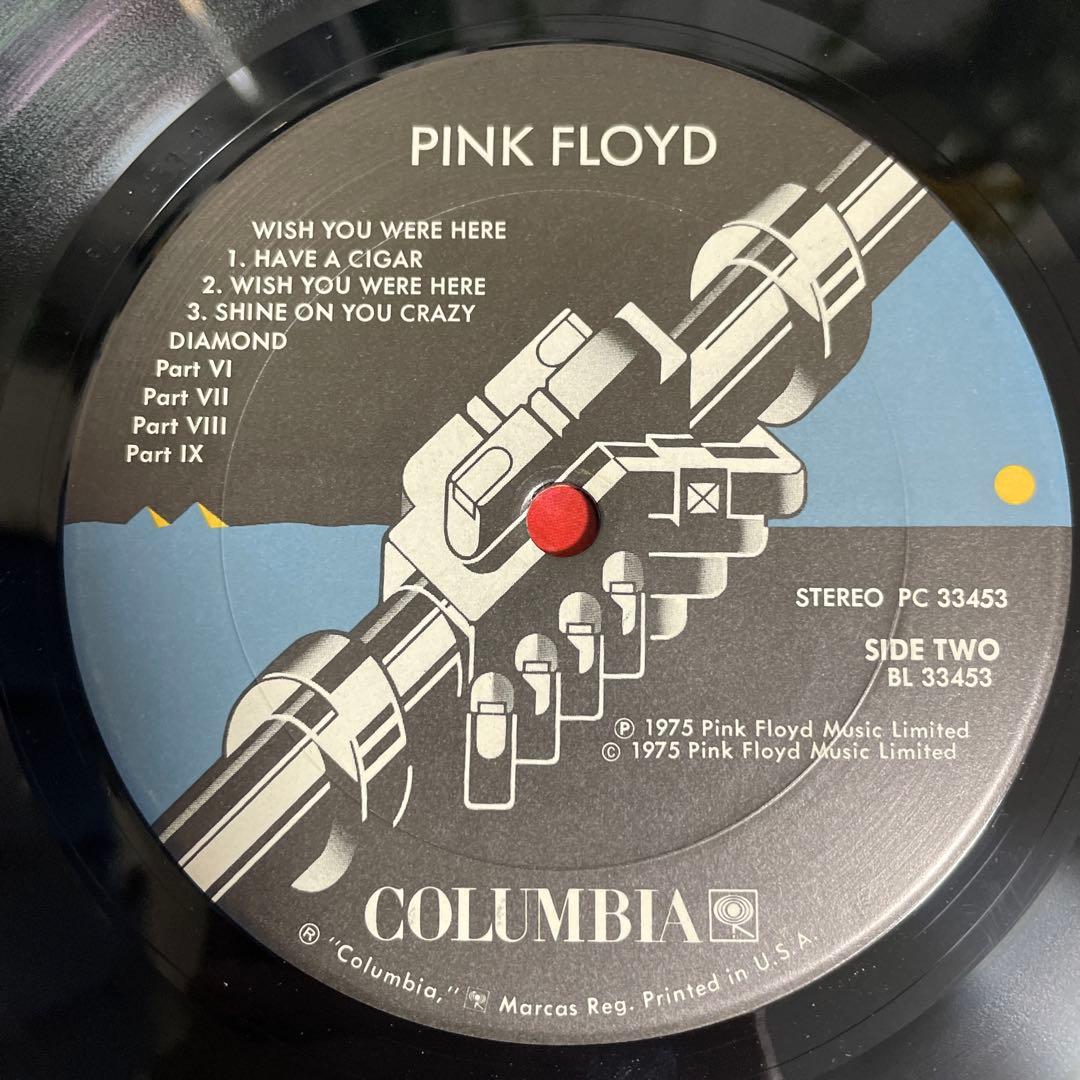 PINK FLOYD
WISH YOU WERE HERE
1. HAVE A CIGAR
2. WISH YOU WERE HERE
3. SHINE ON YOU CRAZY
DIAMOND
Part VI
Part VII
Part VIII
Part IX
STEREO PC 33453
SIDE TWO
BL 33453
Ⓟ 1975 Pink Floyd Music Limited
© 1975 Pink Floyd Music Limited
COLUMBIA
® "Columbia," Marcas Reg. Printed in U.S.A.